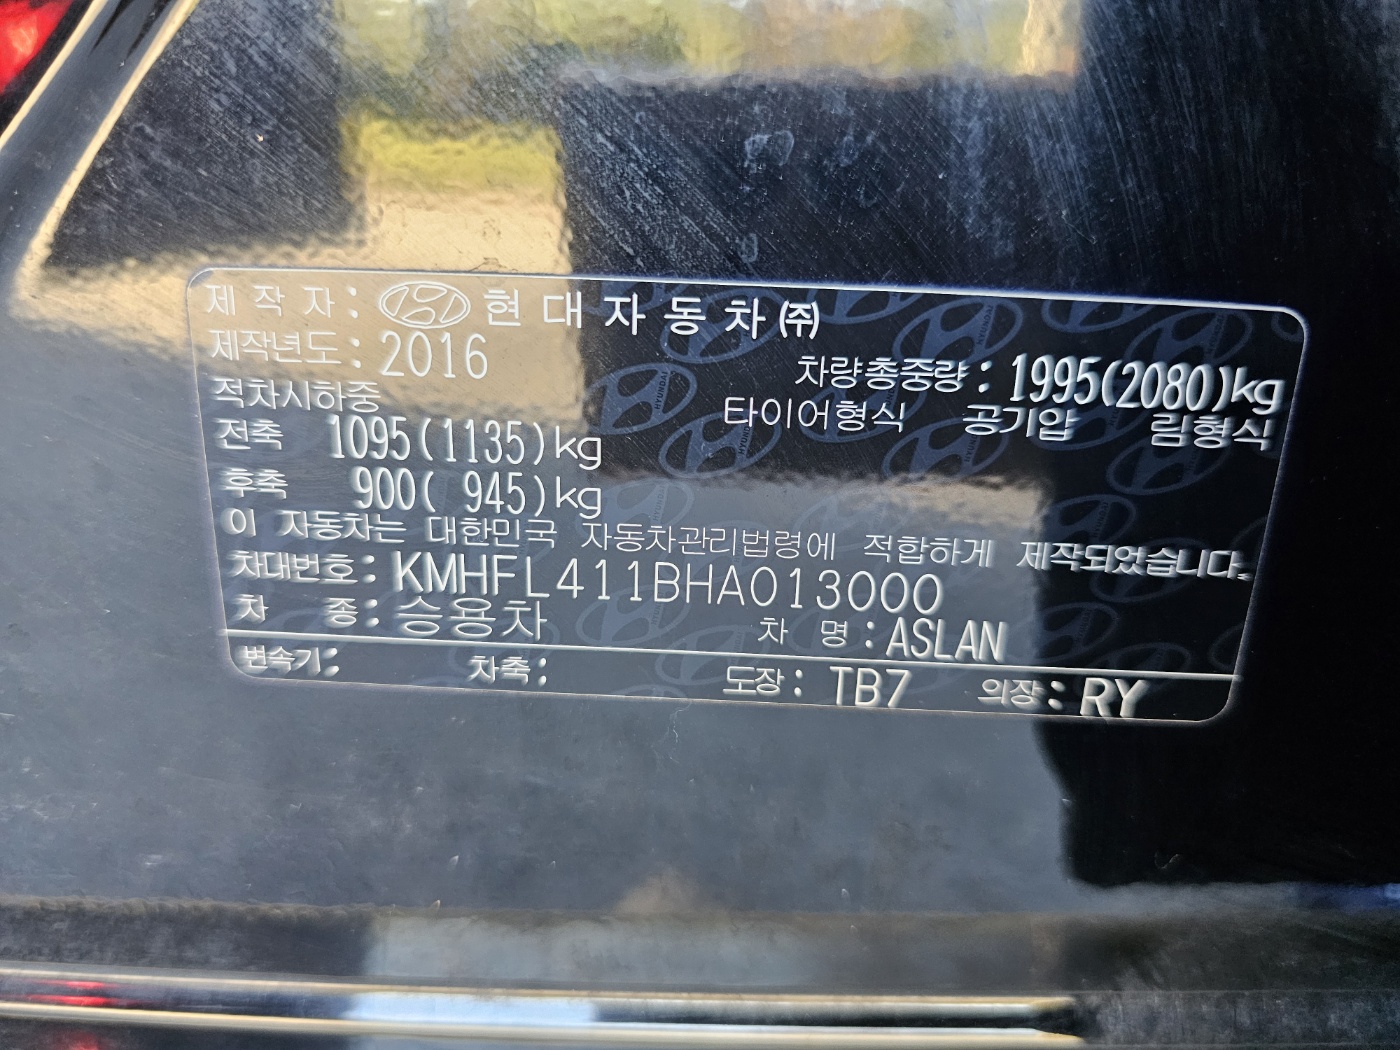 제 작 자 : 현대자동차㈜
제작년도 : 2016
차량총중량 : 1995(2080)kg
적차시하중
타이어형식 공기압 림형식
전축 1095(1135)kg
후축 900( 945)kg
이 자동차는 대한민국 자동차관리법령에 적합하게 제작되었습니다.
차대번호 : KMHFL411BHA013000
차 종 : 승용차 차 명 : ASLAN
변속기 : 차축 : 도장 : TB7 의장 : RY